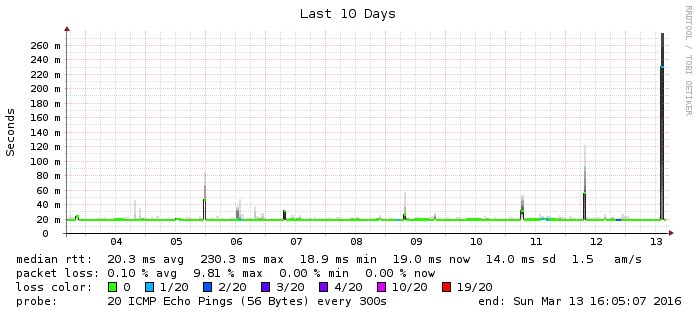 Last 10 Days
RRDTOOL / TOBI OETIKER
Seconds
260 m
240 m
220 m
200 m
180 m
160 m
140 m
120 m
100 m
80 m
60 m
40 m
20 m
0
04 05 06 07 08 09 10 11 12 13
median rtt: 20.3 ms avg 230.3 ms max 18.9 ms min 19.0 ms now 14.0 ms sd 1.5 am/s
packet loss: 0.10 % avg 9.81 % max 0.00 % min 0.00 % now
loss color: 0 1/20 2/20 3/20 4/20 10/20 19/20
probe: 20 ICMP Echo Pings (56 Bytes) every 300s end: Sun Mar 13 16:05:07 2016